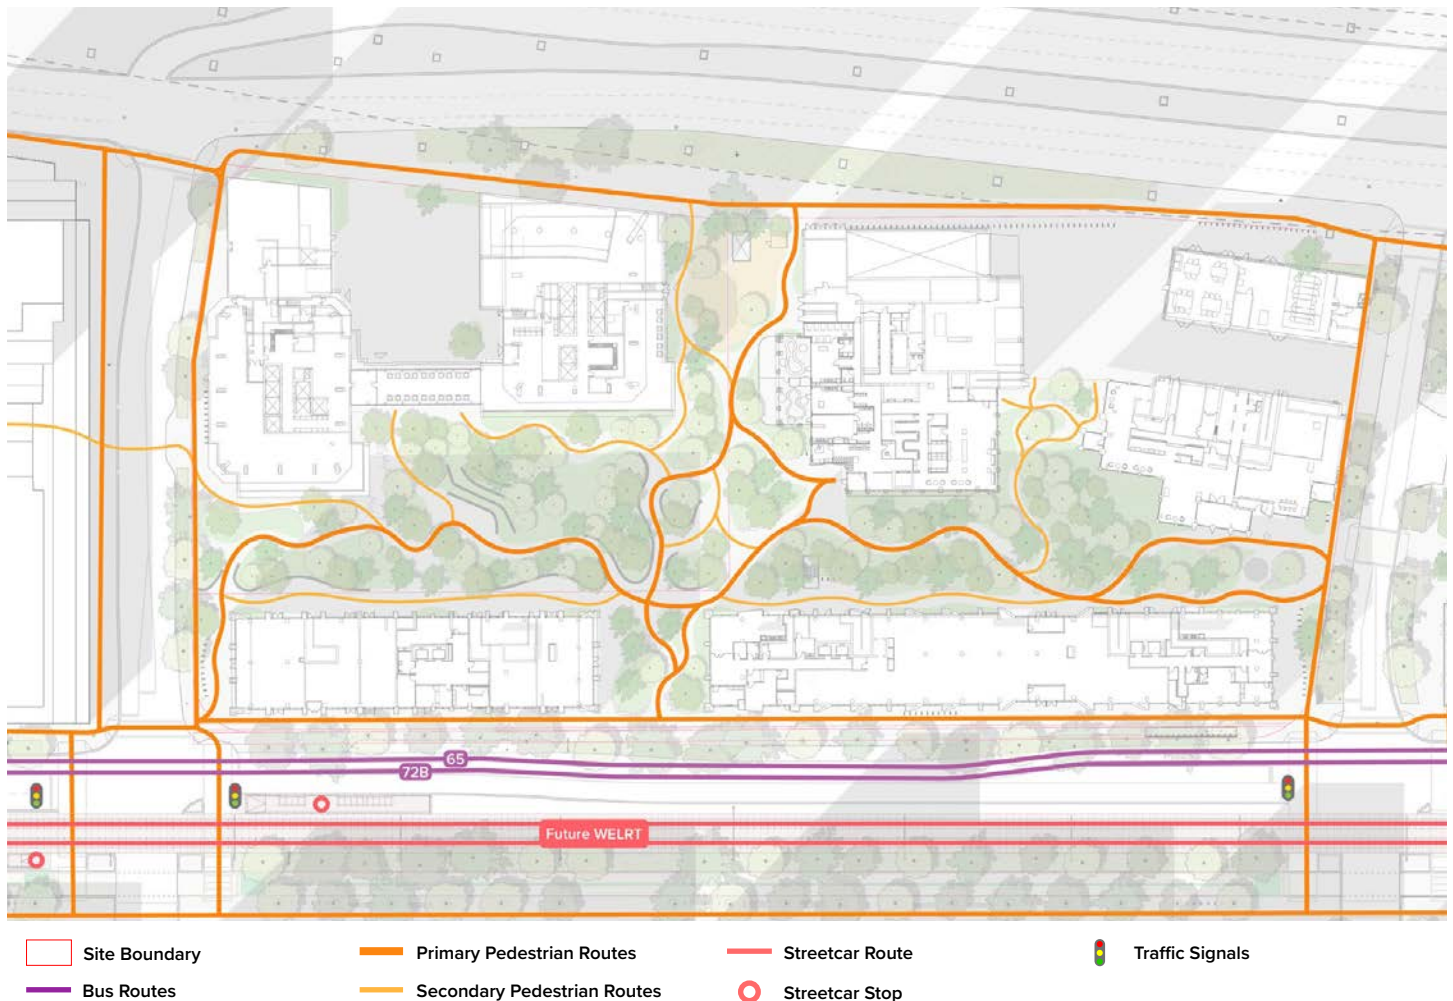 65
72B
Future WELRT
Site Boundary
Primary Pedestrian Routes
Streetcar Route
Traffic Signals
Bus Routes
Secondary Pedestrian Routes
Streetcar Stop